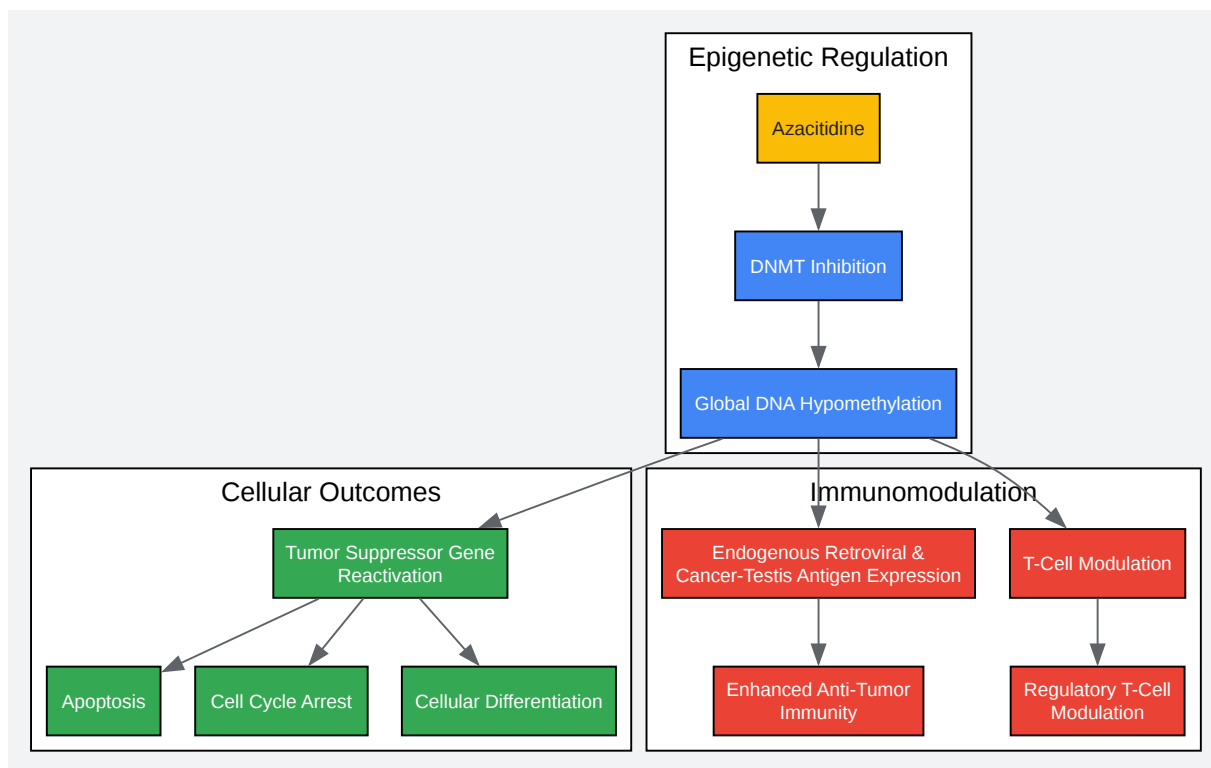 Epigenetic Regulation
Azacitidine
DNMT Inhibition
Global DNA Hypomethylation
Cellular Outcomes
Tumor Suppressor Gene
Reactivation
Apoptosis
Cell Cycle Arrest
Cellular Differentiation
Immunomodulation
Endogenous Retroviral &
Cancer-Testis Antigen Expression
T-Cell Modulation
Enhanced Anti-Tumor
Immunity
Regulatory T-Cell
Modulation